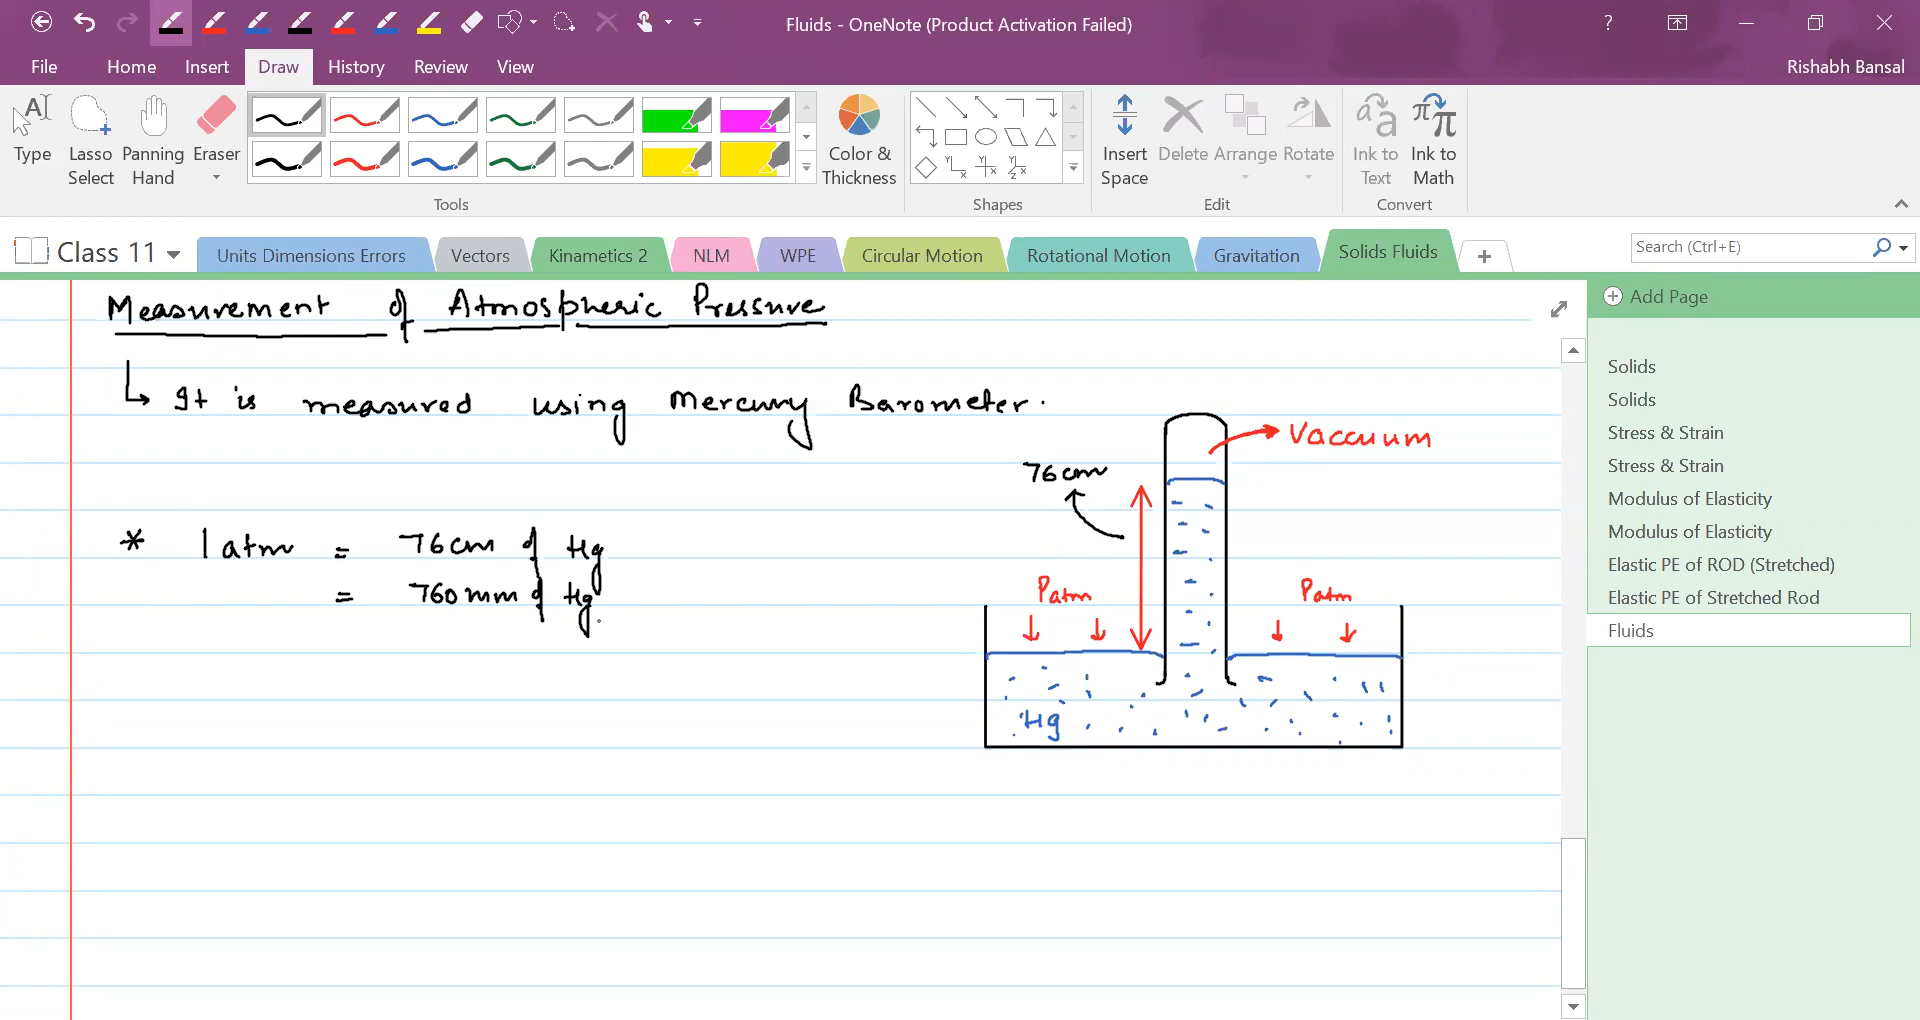 Fluids - OneNote (Product Activation Failed)
?
File Home Insert Draw History Review View
Rishabh Bansal
Type
Lasso Select
Panning Hand
Eraser
Color & Thickness
Insert Space
Delete
Arrange
Rotate
Ink to Text
Ink to Math
Tools
Shapes
Edit
Convert
Class 11
Units Dimensions Errors
Vectors
Kinametics 2
NLM
WPE
Circular Motion
Rotational Motion
Gravitation
Solids Fluids
Search (Ctrl+E)
Measurement of Atmospheric Pressure
It is measured using Mercury Barometer.
Vaccuum
76 cm
* 1 atm = 76 cm of Hg
= 760 mm of Hg
Patm
Patm
Hg
Add Page
Solids
Solids
Stress & Strain
Stress & Strain
Modulus of Elasticity
Modulus of Elasticity
Elastic PE of ROD (Stretched)
Elastic PE of Stretched Rod
Fluids